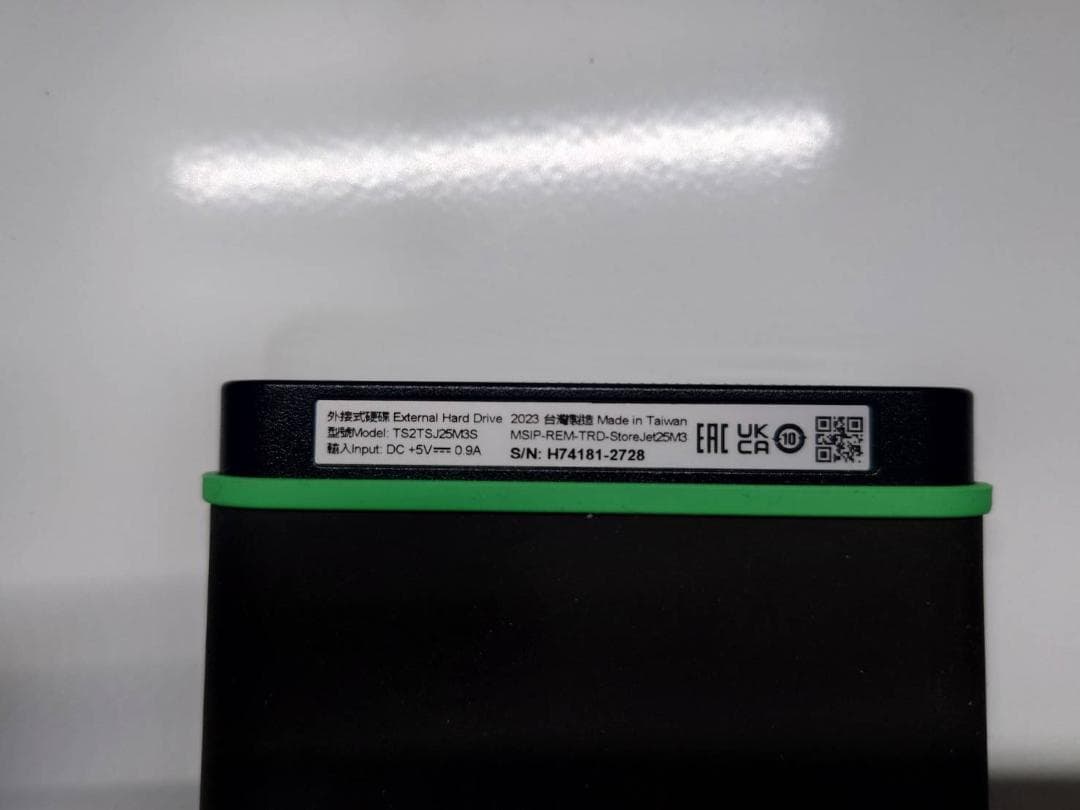 外接式硬碟 External Hard Drive
型號Model: TS2TSJ25M3S
輸入Input: DC +5V⎓ 0.9A
2023 台灣製造 Made in Taiwan
MSIP-REM-TRD-StoreJet25M3
S/N: H74181-2728
EAC
UK
CA
10